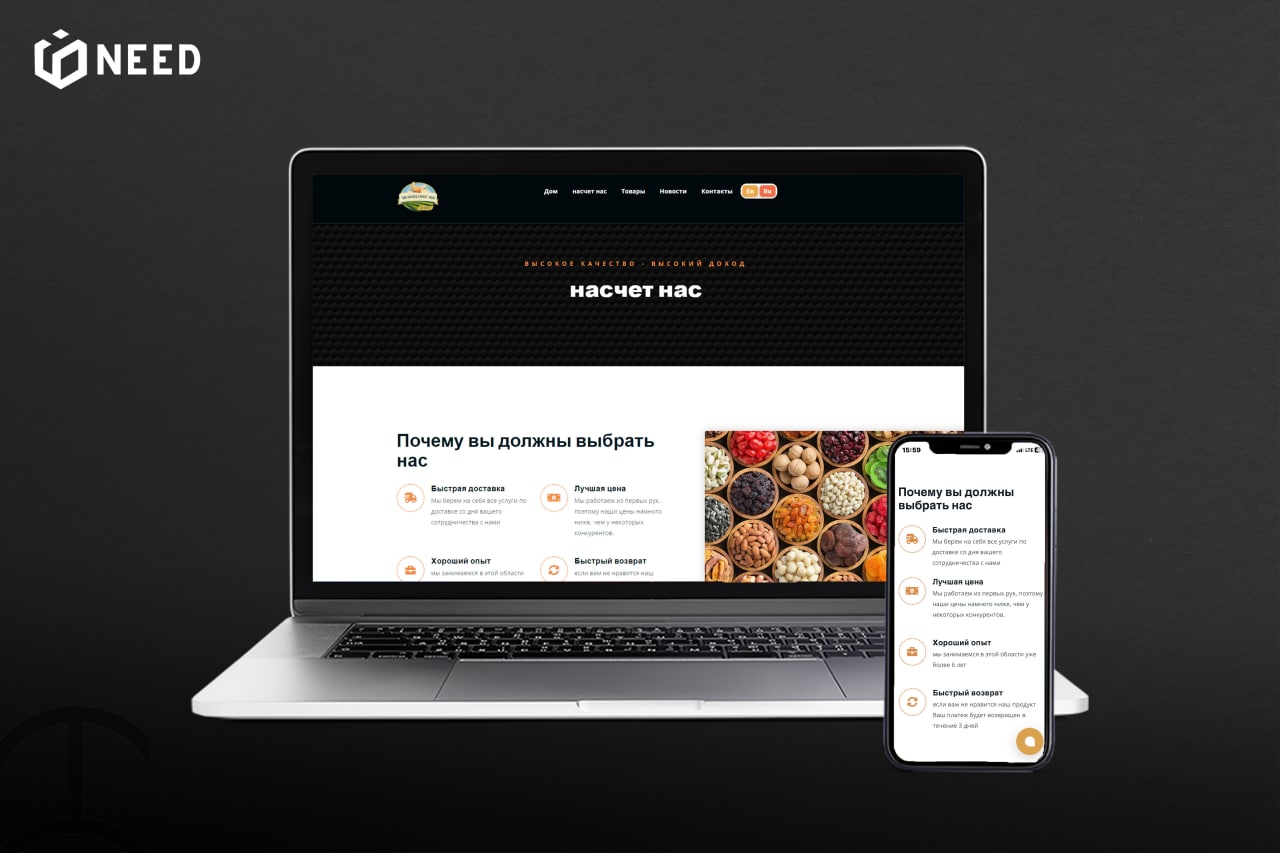 NEED
Дом насчет нас Товары Новости Контакты En Ru
ВЫСОКОЕ КАЧЕСТВО - ВЫСОКИЙ ДОХОД
насчет нас
Почему вы должны выбрать
нас
Быстрая доставка
Мы берем на себя все услуги по
доставке со дня вашего
сотрудничества с нами
Лучшая цена
Мы работаем из первых рук,
поэтому наши цены намного
ниже, чем у некоторых
конкурентов.
Хороший опыт
мы занимаемся в этой области
Быстрый возврат
если вам не нравится наш
15:59
LTE
Почему вы должны
выбрать нас
Быстрая доставка
Мы берем на себя все услуги по
доставке со дня вашего
сотрудничества с нами
Лучшая цена
Мы работаем из первых рук, поэтому
наши цены намного ниже, чем у
некоторых конкурентов.
Хороший опыт
мы занимаемся в этой области уже
более 6 лет
Быстрый возврат
если вам не нравится наш продукт
Ваш платеж будет возвращен в
течение 3 дней